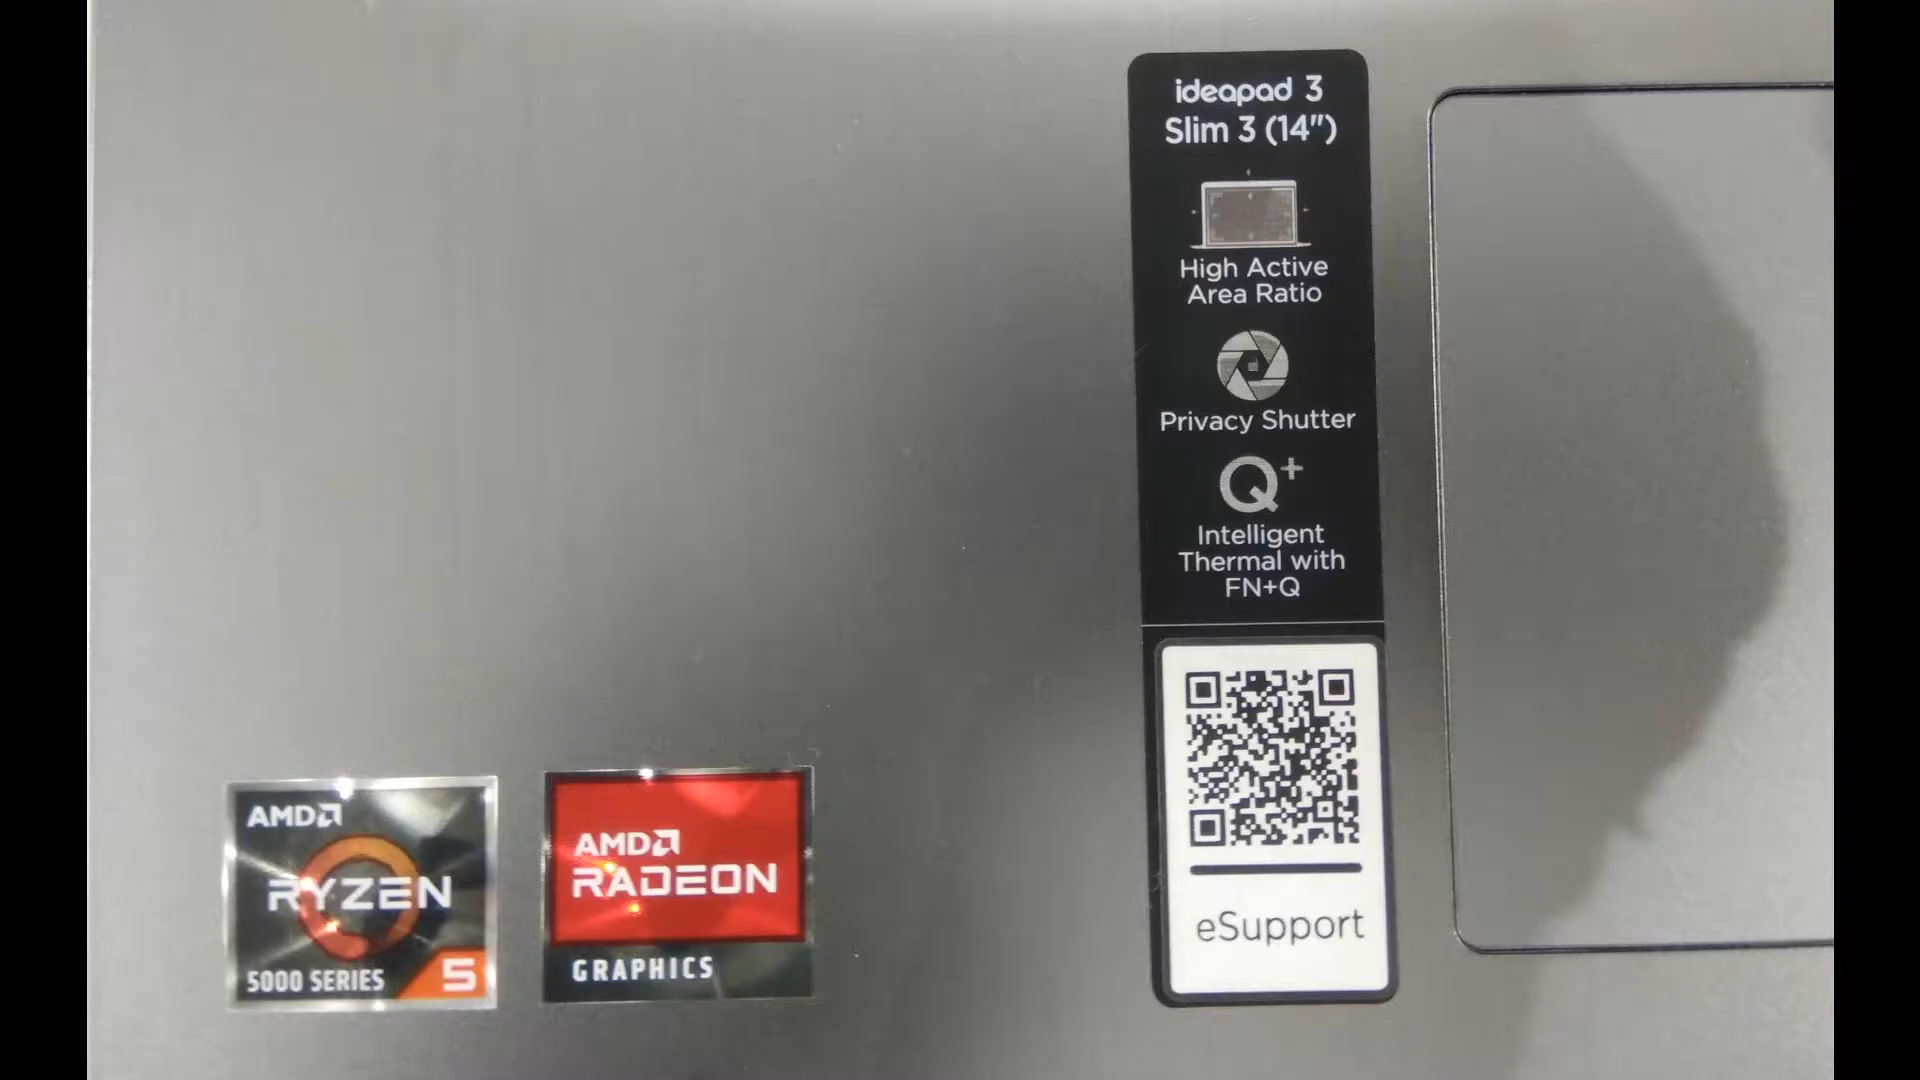 ideapad 3
Slim 3 (14")
High Active
Area Ratio
Privacy Shutter
Q+
Intelligent
Thermal with
FN+Q
eSupport
AMD
RYZEN
5000 SERIES 5
AMD
RADEON
GRAPHICS